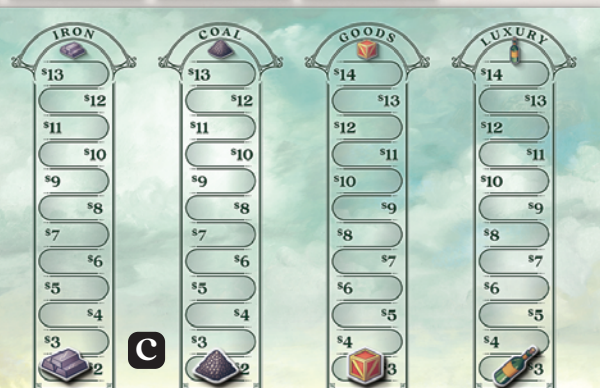 IRON COAL GOODS LUXURY
$13 $13 $14 $14
$12 $12 $13 $13
$11 $11 $12 $12
$10 $10 $11 $11
$9 $9 $10 $10
$8 $8 $9 $9
$7 $7 $8 $8
$6 $6 $7 $7
$5 $5 $6 $6
$4 $4 $5 $5
$3 C $3 $4 $4
2 2 3 3